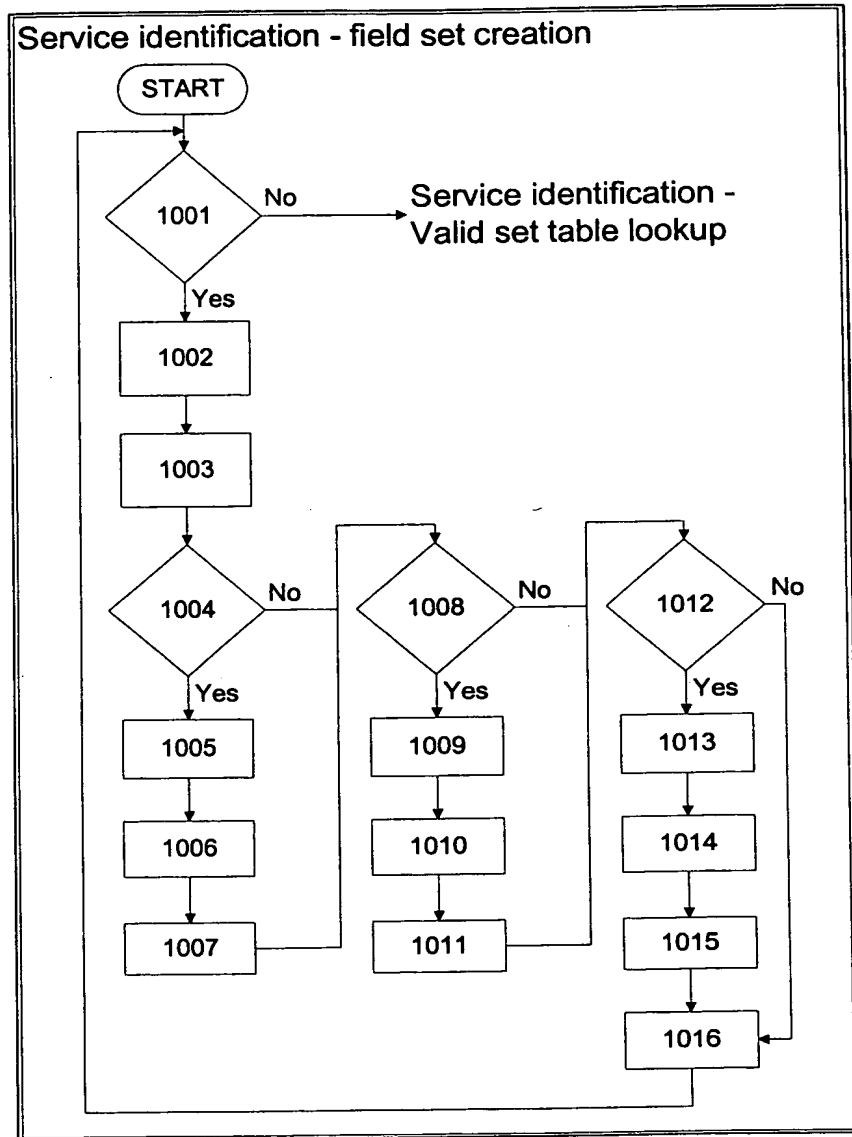 Service identification - field set creation
START
1001
No
Service identification -
Valid set table lookup
Yes
1002
1003
1004
No
Yes
1005
1006
1007
1008
No
Yes
1009
1010
1011
1012
No
Yes
1013
1014
1015
1016